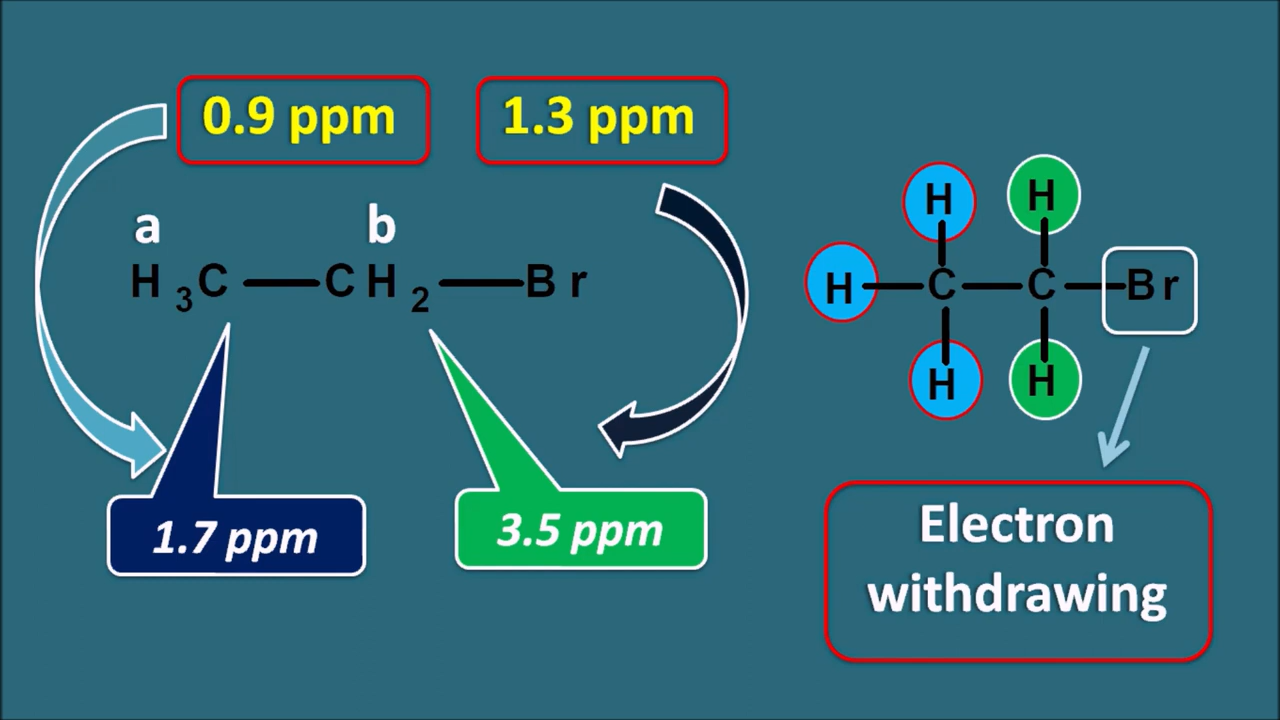 0.9 ppm 1.3 ppm
a b
H₃C — CH₂ — Br
1.7 ppm 3.5 ppm
H H
H C C Br
H H
Electron
withdrawing